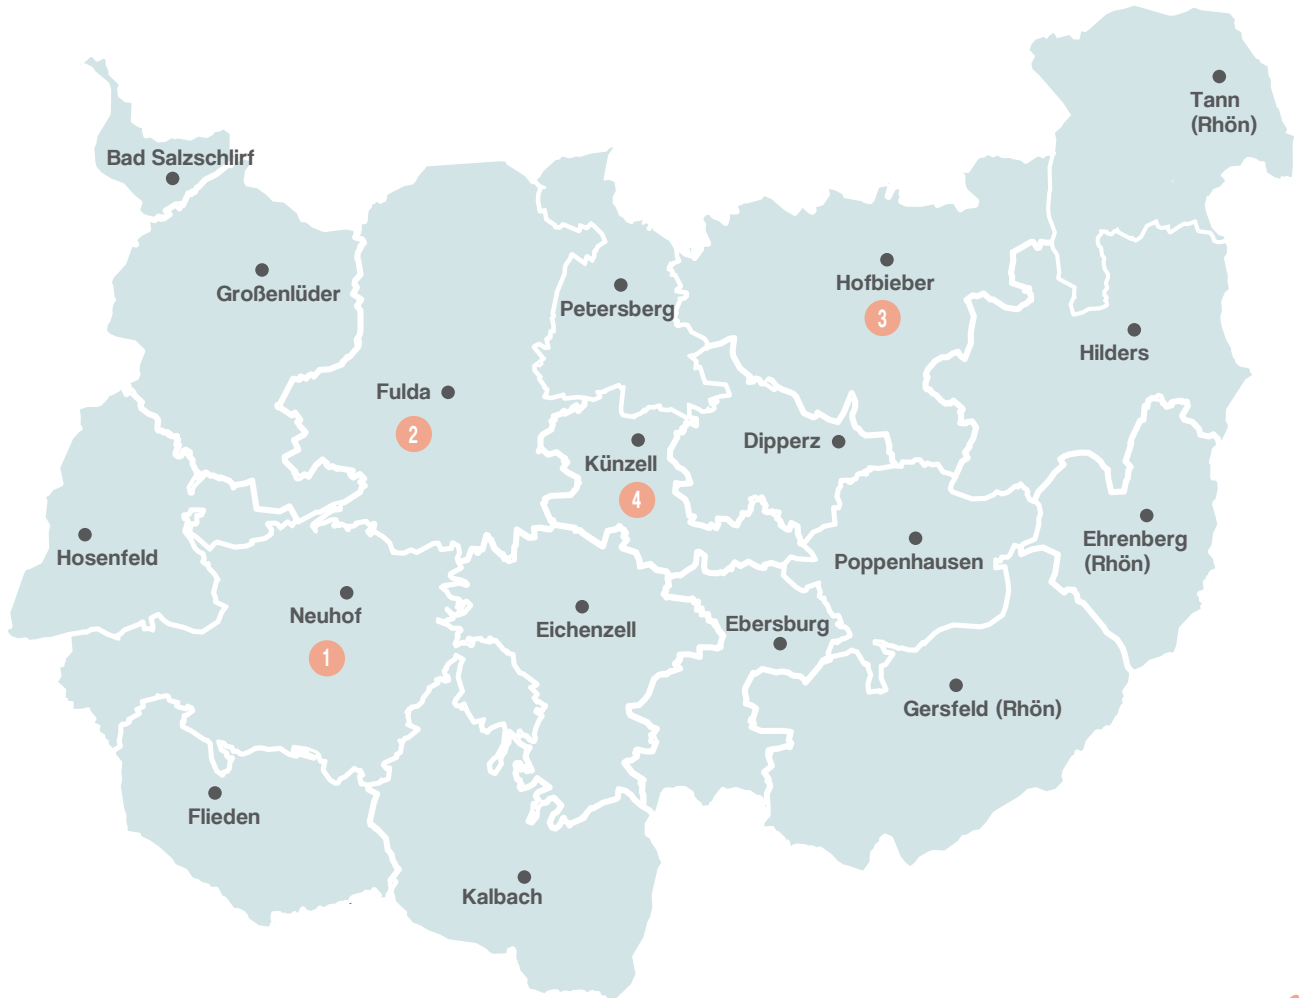 Tann
(Rhön)
Bad Salzschlirf
Großenlüder
Petersberg
Hofbieber
3
Hilders
Fulda
2
Künzell
4
Dipperz
Hosenfeld
Ehrenberg
(Rhön)
Poppenhausen
Neuhof
1
Eichenzell
Ebersburg
Gersfeld (Rhön)
Flieden
Kalbach